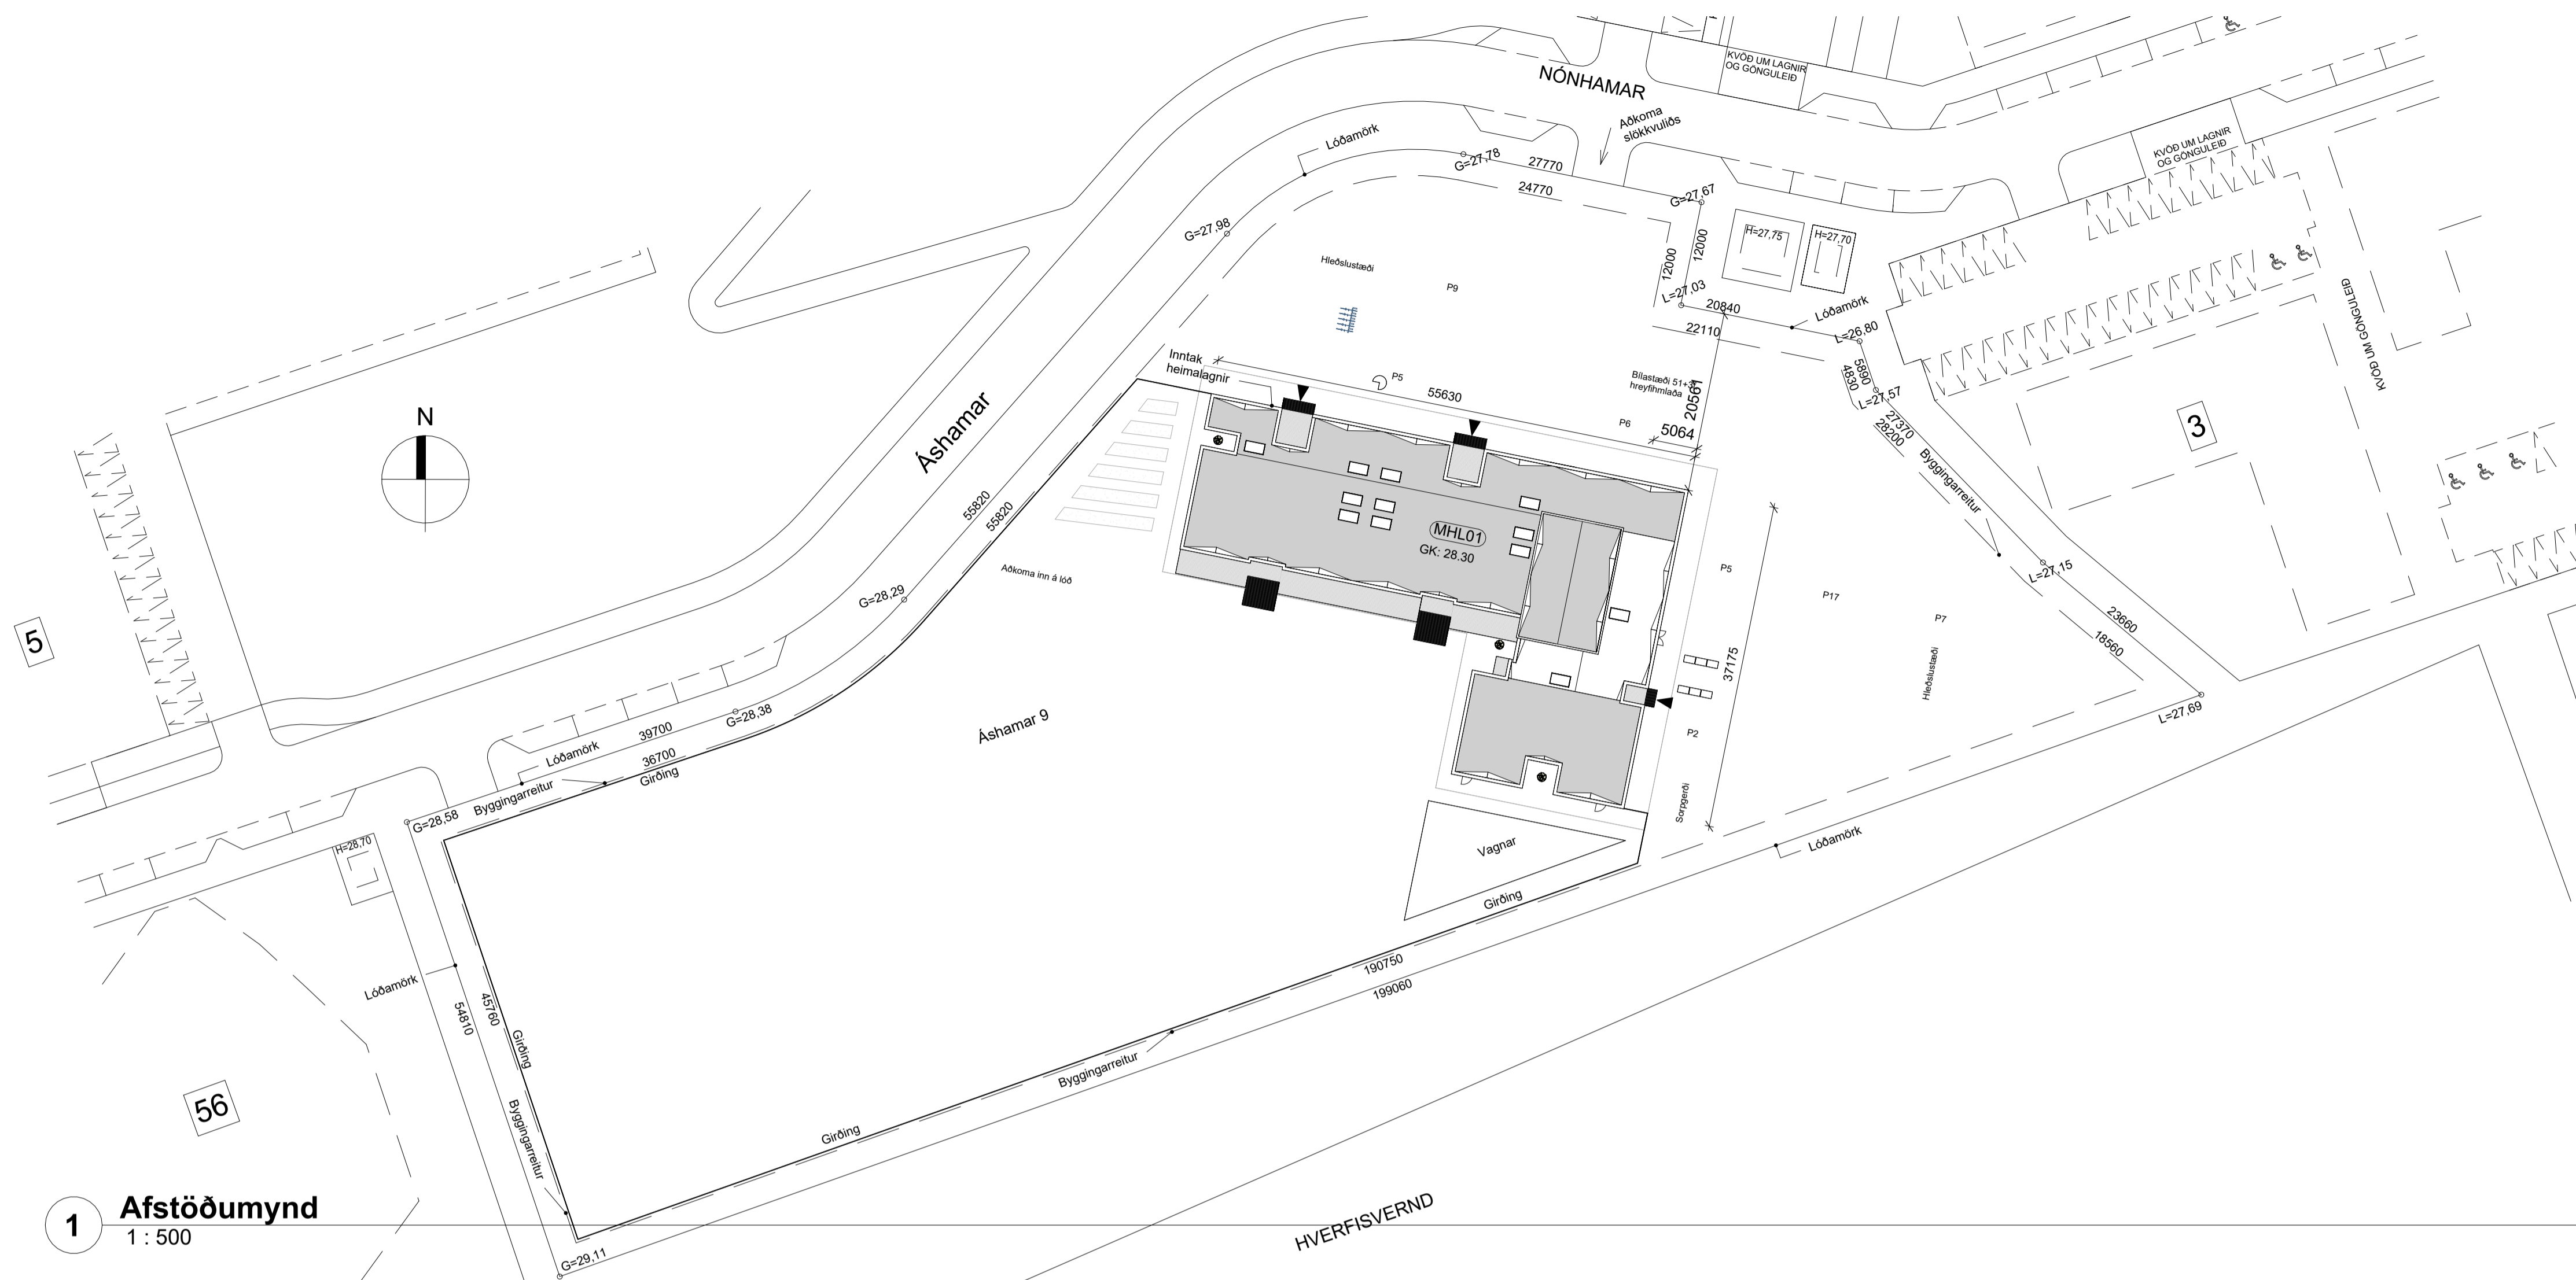 KVÖÐ UM LAGNIR
OG GÖNGULEIÐ
NÓNHAMAR
Aðkoma
slökkvuliðs
Lóðamörk
G=27,78
27770
24770
G=27,67
KVÖÐ UM LAGNIR
OG GÖNGULEIÐ
G=27,98
12000
12000
H=27,75
H=27,70
Hleðslustæði
P9
L=27,03
20840
22110
Lóðamörk
L=26,80
KVÖÐ UM GÖNGULEIÐ
Inntak
heimalagnir
P5
55630
Bílastæði 51+3*
hreyfihmlaða
20561
P6
5064
5890
4830
L=27,57
27370
28200
Byggingarreitur
3
N
Áshamar
55820
55820
MHL01
GK: 28.30
Aðkoma inn á lóð
G=28,29
P5
P17
P7
L=27,15
23660
18560
5
37175
Hleðslustæði
L=27,69
G=28,38
39700
36700
Lóðamörk
Girðing
Byggingarreitur
Áshamar 9
P2
Sorpgerði
G=28,58
H=28,70
Vagnar
Lóðamörk
Girðing
Lóðamörk
54810
45760
Girðing
190750
199060
Byggingarreitur
56
Byggingarreitur
Girðing
HVERFISVERND
1
Afstöðumynd
1 : 500
G=29,11